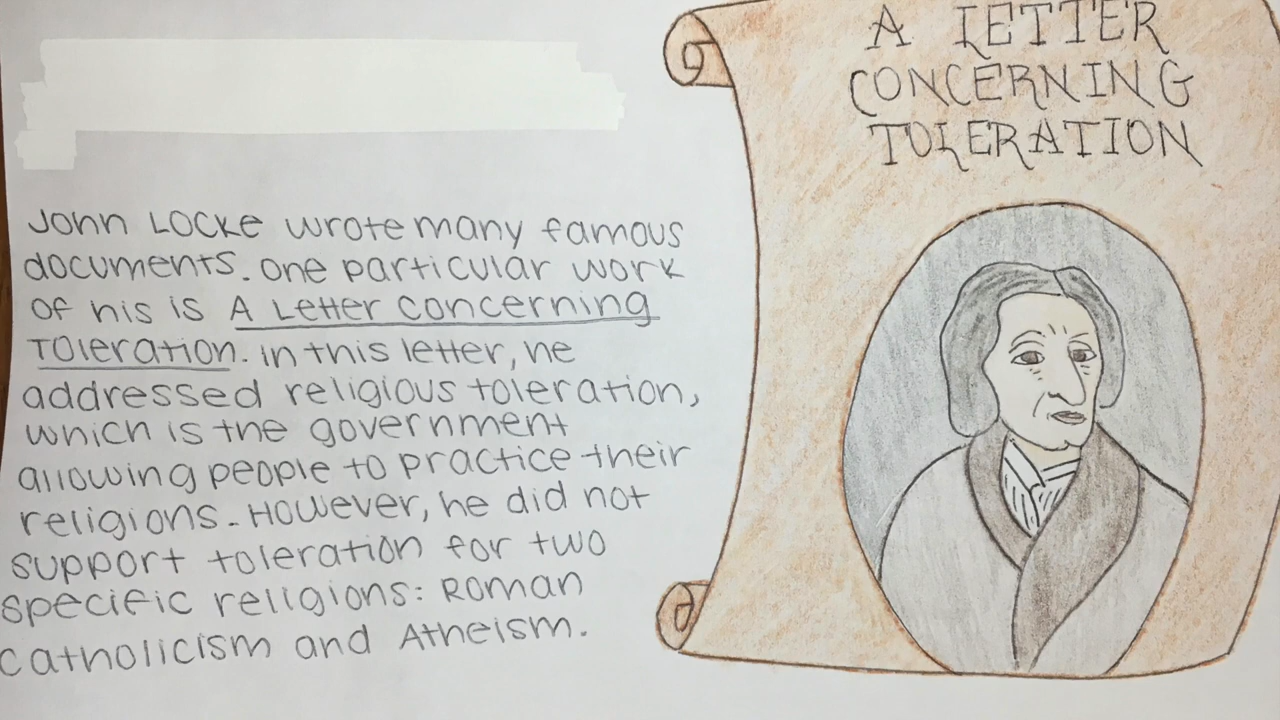 John Locke wrote many famous
documents. One particular work
of his is A Letter Concerning
Toleration. In this letter, he
addressed religious toleration,
which is the government
allowing people to practice their
religions. However, he did not
support toleration for two
specific religions: Roman
Catholicism and Atheism.
A LETTER
CONCERNING
TOLERATION